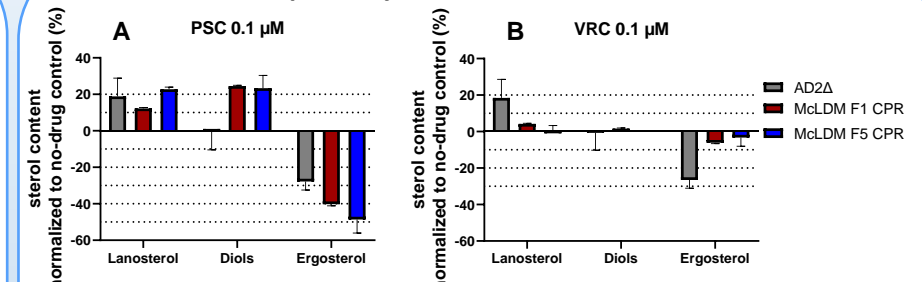 A
PSC 0.1 µM
sterol content
normalized to no-drug control (%)
40
20
0
-20
-40
-60
Lanosterol
Diols
Ergosterol
B
VRC 0.1 µM
sterol content
normalized to no-drug control (%)
40
20
0
-20
-40
-60
Lanosterol
Diols
Ergosterol
AD2Δ
McLDM F1 CPR
McLDM F5 CPR